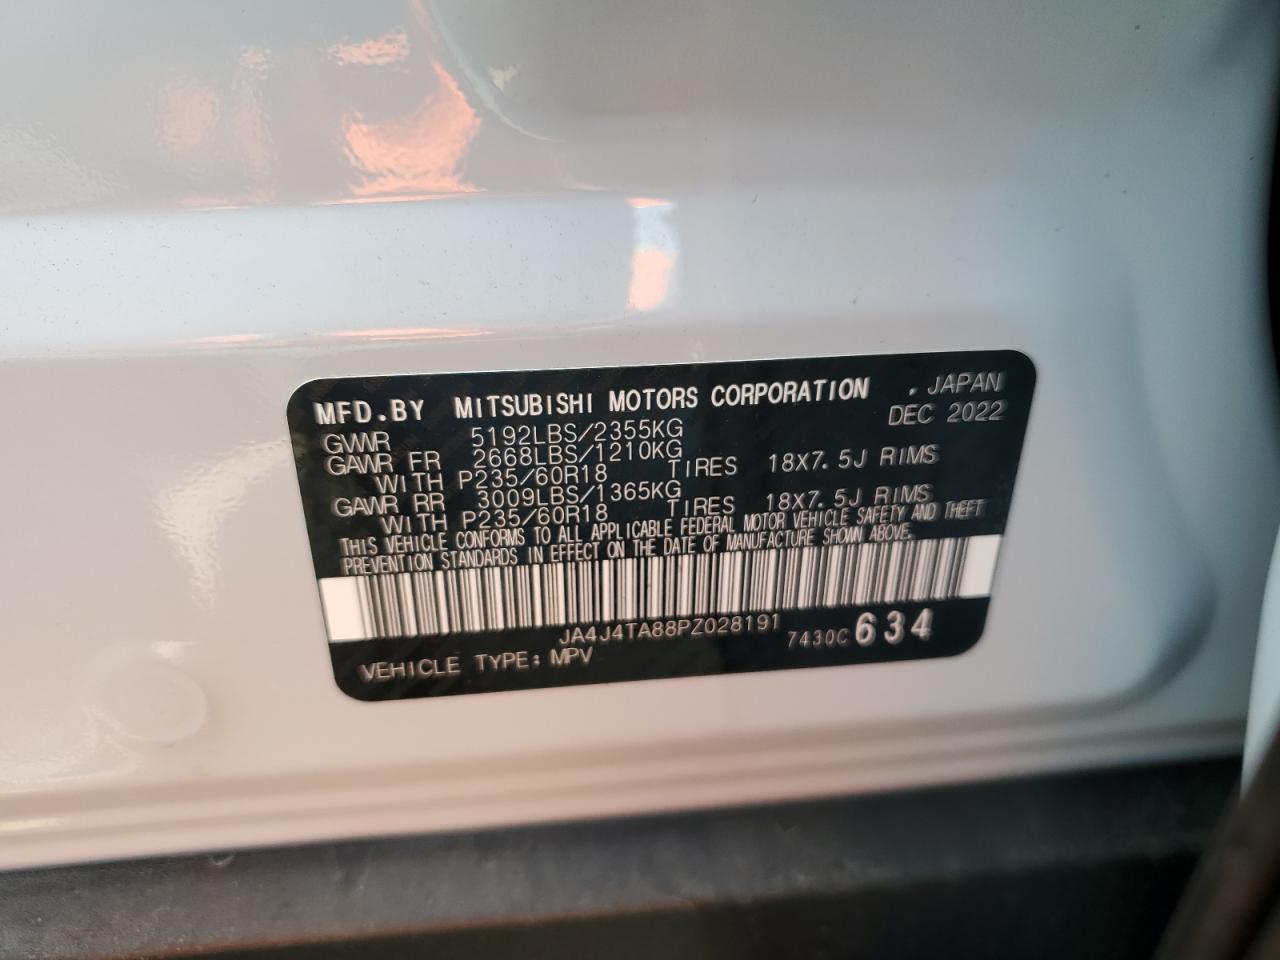 MFD.BY MITSUBISHI MOTORS CORPORATION , JAPAN
DEC 2022
GVWR 5192LBS/2355KG
GAWR FR 2668LBS/1210KG
WITH P235/60R18 TIRES 18X7.5J RIMS
GAWR RR 3009LBS/1365KG
WITH P235/60R18 TIRES 18X7.5J RIMS
THIS VEHICLE CONFORMS TO ALL APPLICABLE FEDERAL MOTOR VEHICLE SAFETY AND THEFT
PREVENTION STANDARDS IN EFFECT ON THE DATE OF MANUFACTURE SHOWN ABOVE.
JA4J4TA88PZ028191 7430C 634
VEHICLE TYPE: MPV